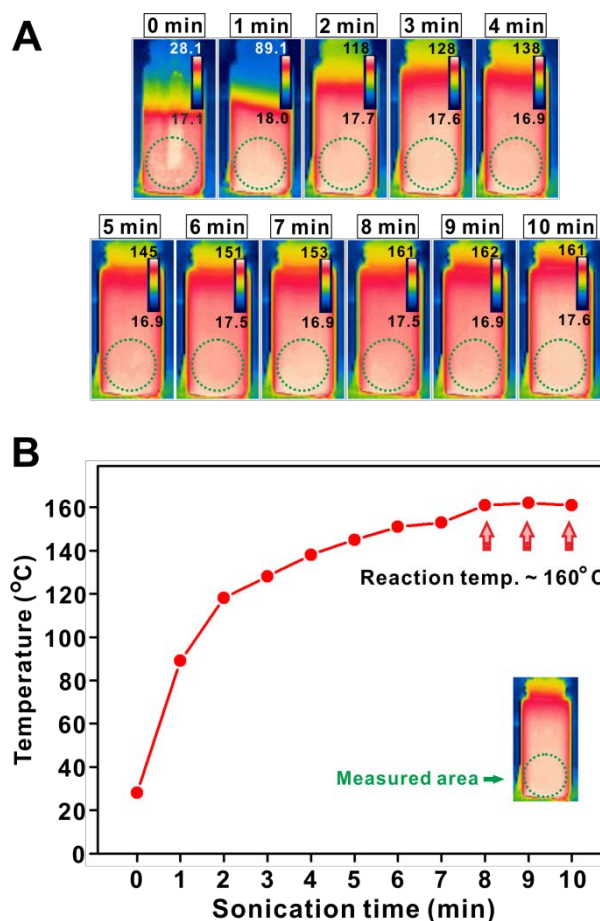 A
0 min 1 min 2 min 3 min 4 min
28.1 89.1 118 128 138
17.1 18.0 17.7 17.6 16.9
5 min 6 min 7 min 8 min 9 min 10 min
145 151 153 161 162 161
16.9 17.5 16.9 17.5 16.9 17.6
B
160
140
120
100
80
60
40
20
0
Temperature (°C)
Reaction temp. ~ 160°C
Measured area
0 1 2 3 4 5 6 7 8 9 10
Sonication time (min)